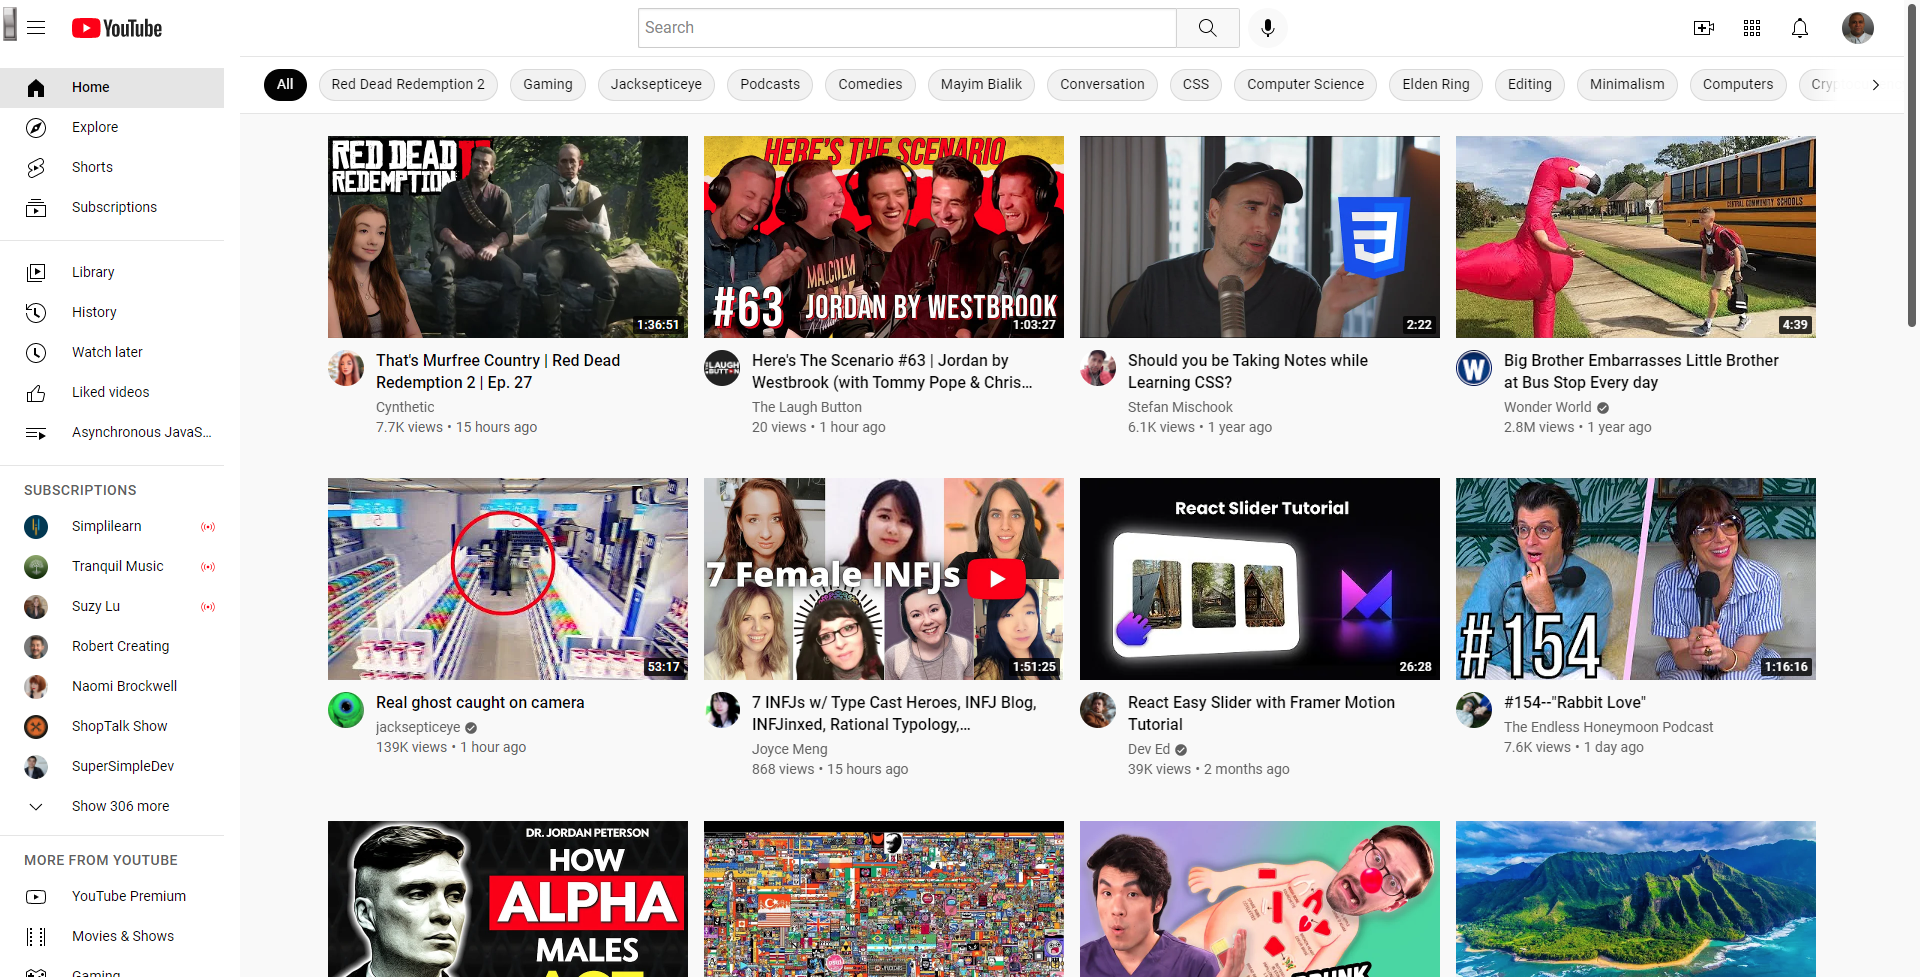 YouTube
Search
Home
Explore
Shorts
Subscriptions
Library
History
Watch later
Liked videos
Asynchronous JavaS...
SUBSCRIPTIONS
Simplilearn
Tranquil Music
Suzy Lu
Robert Creating
Naomi Brockwell
ShopTalk Show
SuperSimpleDev
Show 306 more
MORE FROM YOUTUBE
YouTube Premium
Movies & Shows
Gaming
All
Red Dead Redemption 2
Gaming
Jacksepticeye
Podcasts
Comedies
Mayim Bialik
Conversation
CSS
Computer Science
Elden Ring
Editing
Minimalism
Computers
RED DEAD
REDEMPTION II
1:36:51
That's Murfree Country | Red Dead
Redemption 2 | Ep. 27
Cynthetic
7.7K views • 15 hours ago
HERE'S THE SCENARIO
MALCOLM
#63 JORDAN BY WESTBROOK
1:03:27
LAUGH
BUTTON
Here's The Scenario #63 | Jordan by
Westbrook (with Tommy Pope & Chris...
The Laugh Button
20 views • 1 hour ago
3
2:22
Should you be Taking Notes while
Learning CSS?
Stefan Mischook
6.1K views • 1 year ago
CENTRAL COMMUNITY SCHOOLS
4:39
W
Big Brother Embarrasses Little Brother
at Bus Stop Every day
Wonder World
2.8M views • 1 year ago
53:17
Real ghost caught on camera
jacksepticeye
139K views • 1 hour ago
7 Female INFJs
1:51:25
7 INFJs w/ Type Cast Heroes, INFJ Blog,
INFJinxed, Rational Typology,...
Joyce Meng
868 views • 15 hours ago
React Slider Tutorial
26:28
React Easy Slider with Framer Motion
Tutorial
Dev Ed
39K views • 2 months ago
#154
1:16:16
#154--"Rabbit Love"
The Endless Honeymoon Podcast
7.6K views • 1 day ago
DR. JORDAN PETERSON
HOW
ALPHA
MALES
ACT